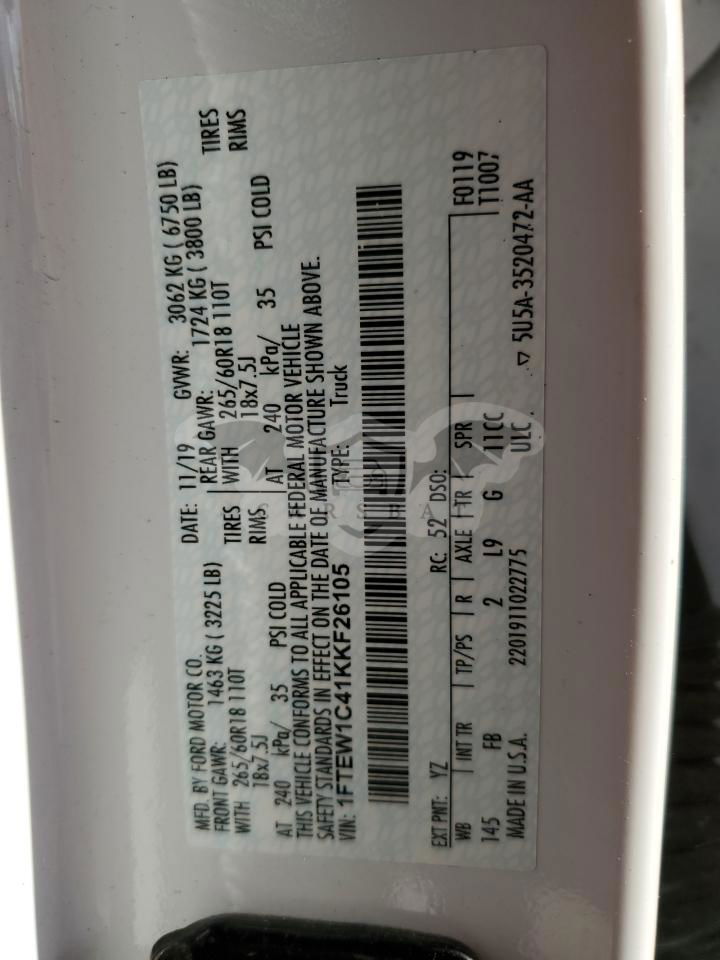 MFD. BY FORD MOTOR CO.
DATE: 11/19 GVWR: 3062 KG ( 6750 LB)
FRONT GAWR: 1463 KG ( 3225 LB) REAR GAWR: 1724 KG ( 3800 LB)
WITH 265/60R18 110T TIRES WITH 265/60R18 110T TIRES
18x7.5J RIMS 18x7.5J RIMS
AT 240 kPa/ 35 PSI COLD AT 240 kPa/ 35 PSI COLD
THIS VEHICLE CONFORMS TO ALL APPLICABLE FEDERAL MOTOR VEHICLE
SAFETY STANDARDS IN EFFECT ON THE DATE OF MANUFACTURE SHOWN ABOVE.
VIN: 1FTEW1C41KKF26105 TYPE: Truck
EXT PNT: YZ RC: 52 DSO: F0119
WB INT TR TP/PS R AXLE TR SPR T1007
145 FB 2 L9 G 11CC
MADE IN U.S.A. 2201911022775 ULC ▽ 5U5A-3520472-AA